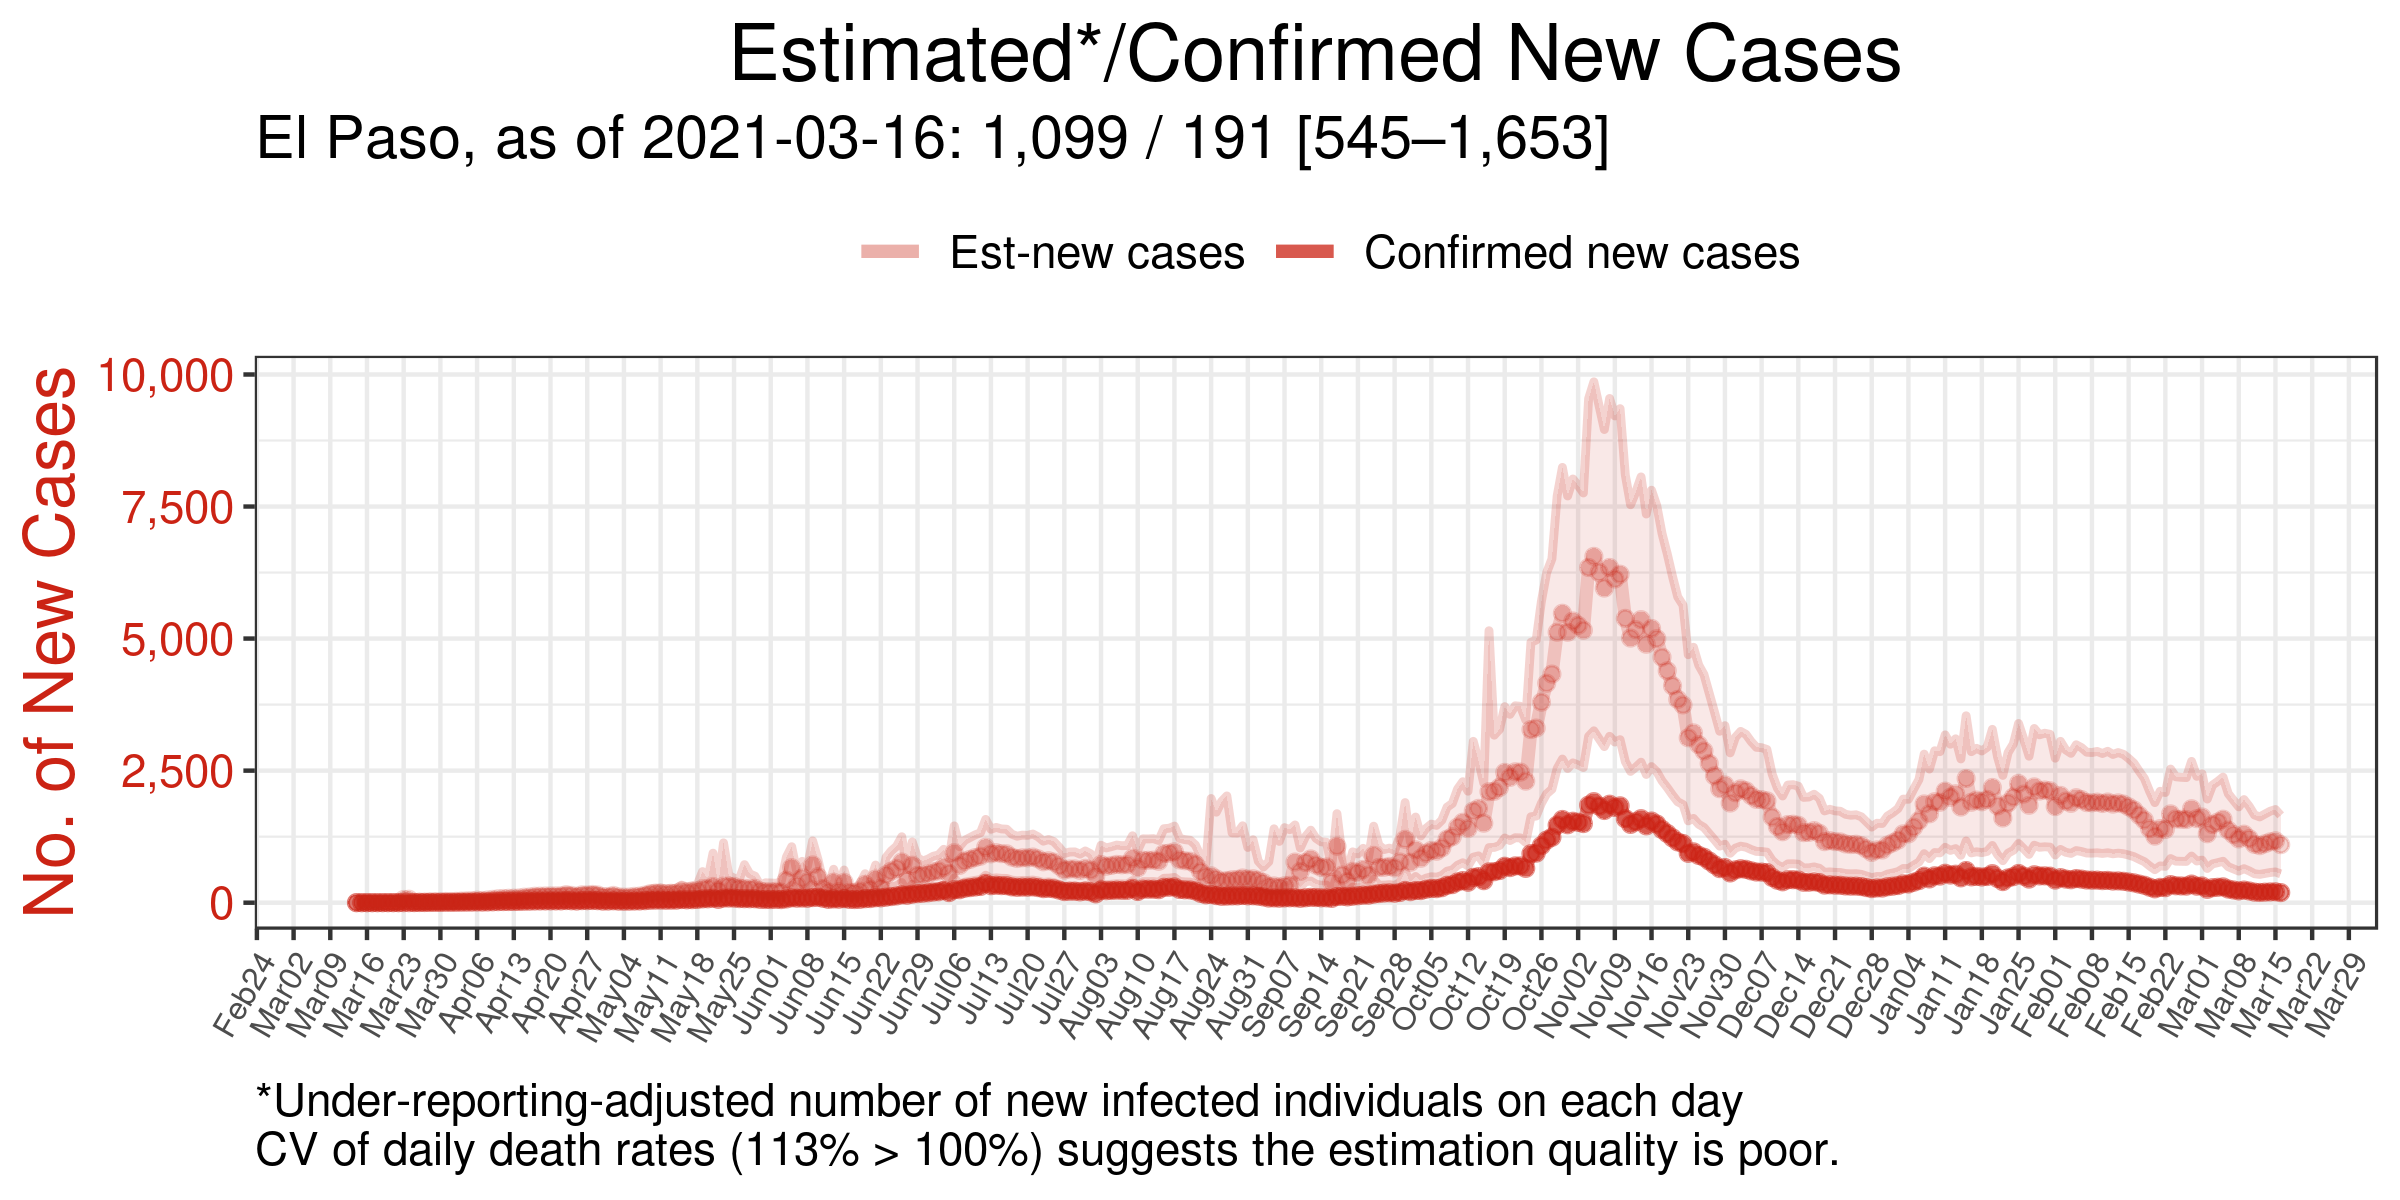 Estimated*/Confirmed New Cases
El Paso, as of 2021-03-16: 1,099 / 191 [545–1,653]
Est-new cases
Confirmed new cases
No. of New Cases
10,000
7,500
5,000
2,500
0
Feb24
Mar02
Mar09
Mar16
Mar23
Mar30
Apr06
Apr13
Apr20
Apr27
May04
May11
May18
May25
Jun01
Jun08
Jun15
Jun22
Jun29
Jul06
Jul13
Jul20
Jul27
Aug03
Aug10
Aug17
Aug24
Aug31
Sep07
Sep14
Sep21
Sep28
Oct05
Oct12
Oct19
Oct26
Nov02
Nov09
Nov16
Nov23
Nov30
Dec07
Dec14
Dec21
Dec28
Jan04
Jan11
Jan18
Jan25
Feb01
Feb08
Feb15
Feb22
Mar01
Mar08
Mar15
Mar22
Mar29
*Under-reporting-adjusted number of new infected individuals on each day
CV of daily death rates (113% > 100%) suggests the estimation quality is poor.